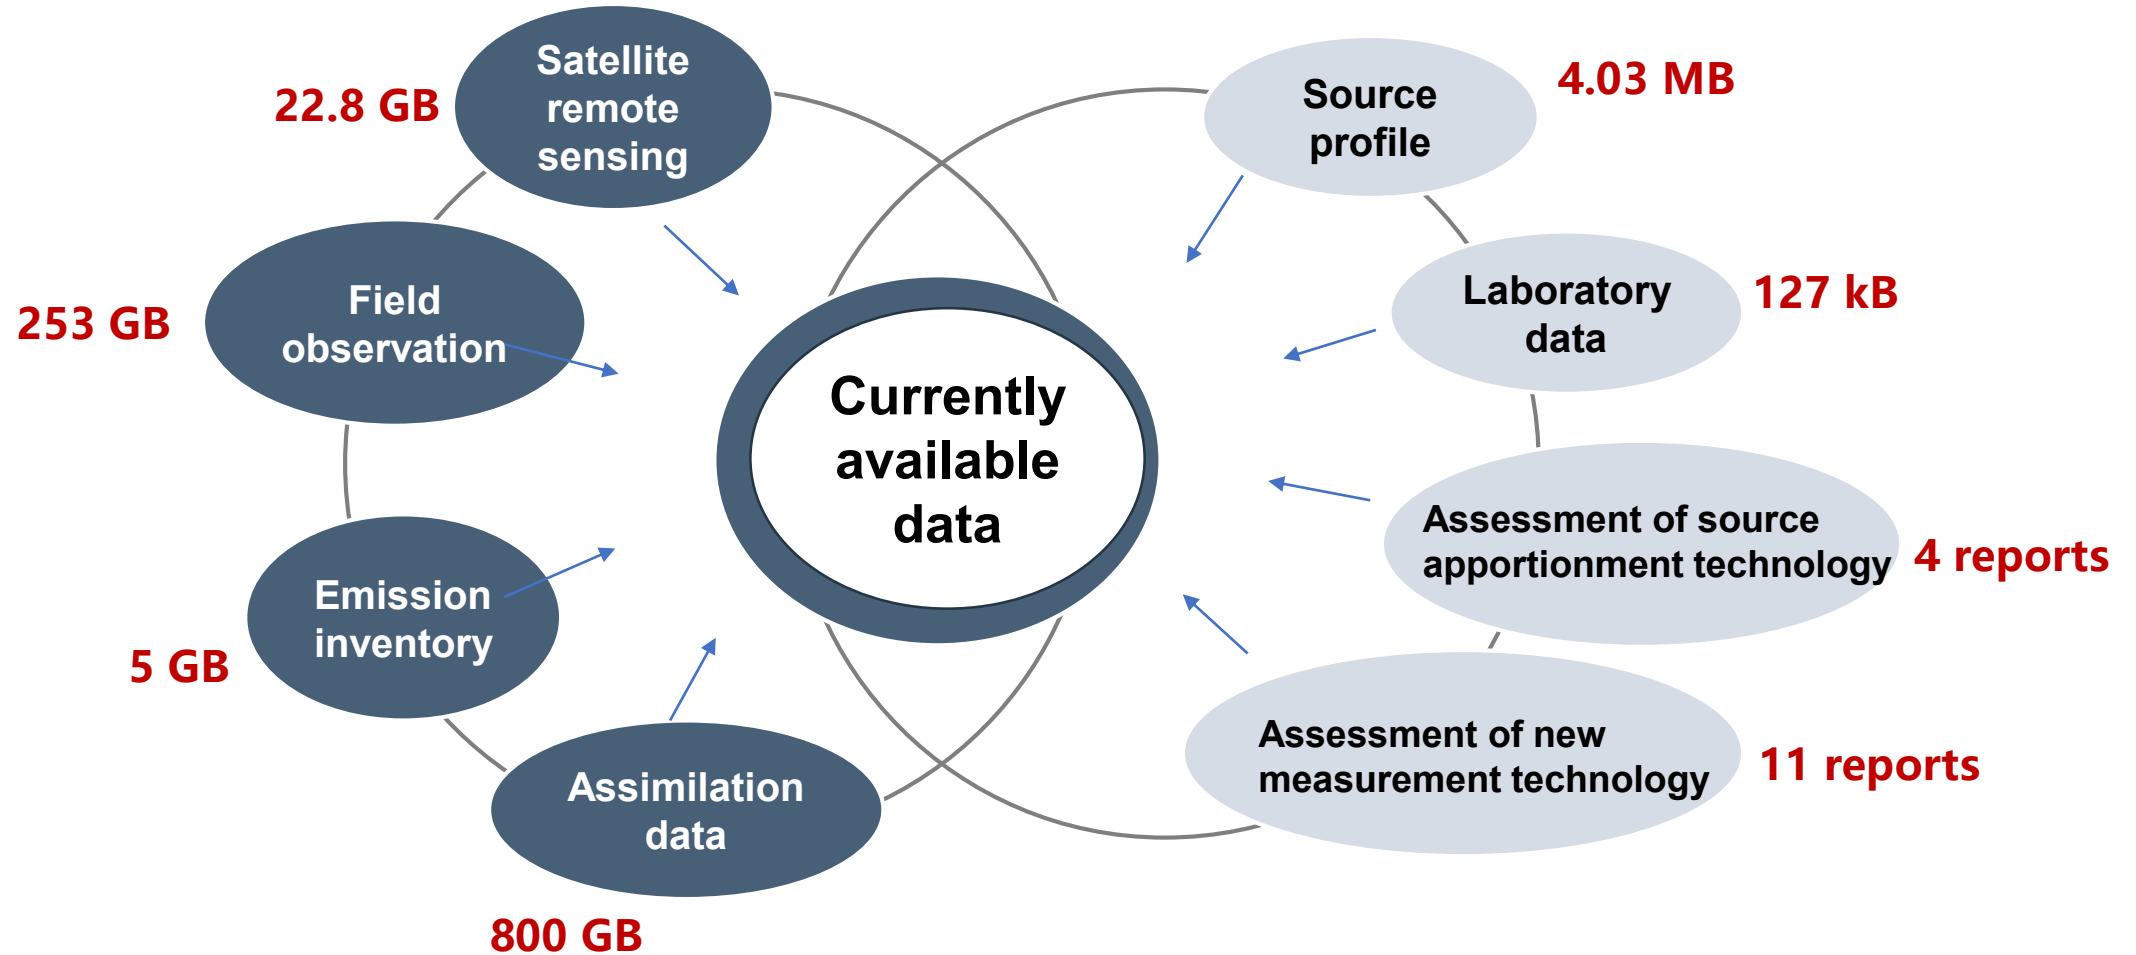 Satellite
remote
sensing
22.8 GB
Field
observation
253 GB
Emission
inventory
5 GB
Assimilation
data
800 GB
Currently
available
data
Source
profile
4.03 MB
Laboratory
data
127 kB
Assessment of source
apportionment technology
4 reports
Assessment of new
measurement technology
11 reports